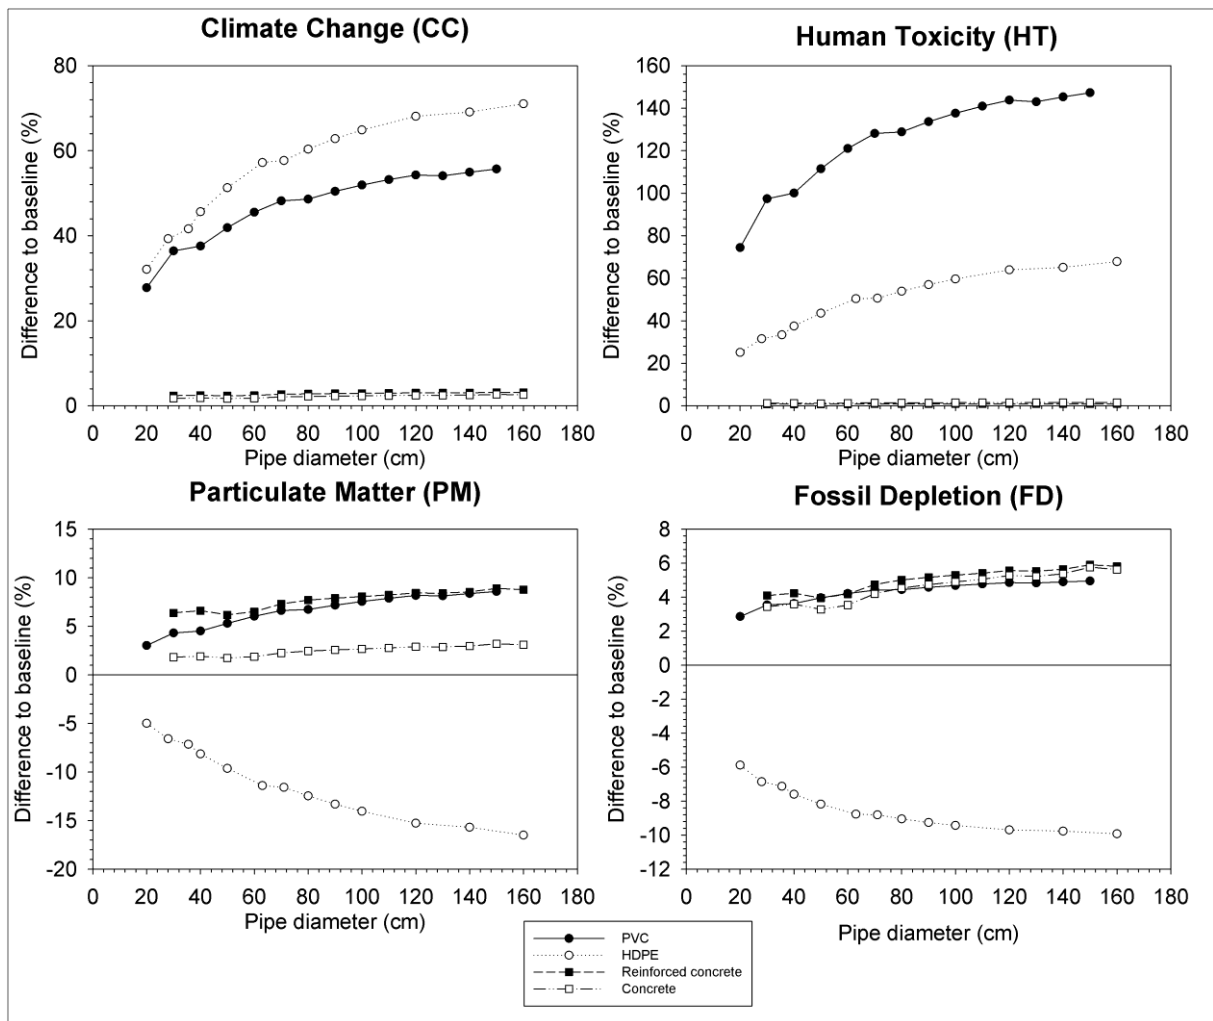 Climate Change (CC)
Difference to baseline (%)
80
60
40
20
0
0 20 40 60 80 100 120 140 160 180
Pipe diameter (cm)
Human Toxicity (HT)
Difference to baseline (%)
160
140
120
100
80
60
40
20
0
0 20 40 60 80 100 120 140 160 180
Pipe diameter (cm)
Particulate Matter (PM)
Difference to baseline (%)
15
10
5
0
-5
-10
-15
-20
0 20 40 60 80 100 120 140 160 180
Pipe diameter (cm)
Fossil Depletion (FD)
Difference to baseline (%)
8
6
4
2
0
-2
-4
-6
-8
-10
-12
0 20 40 60 80 100 120 140 160 180
Pipe diameter (cm)
PVC
HDPE
Reinforced concrete
Concrete